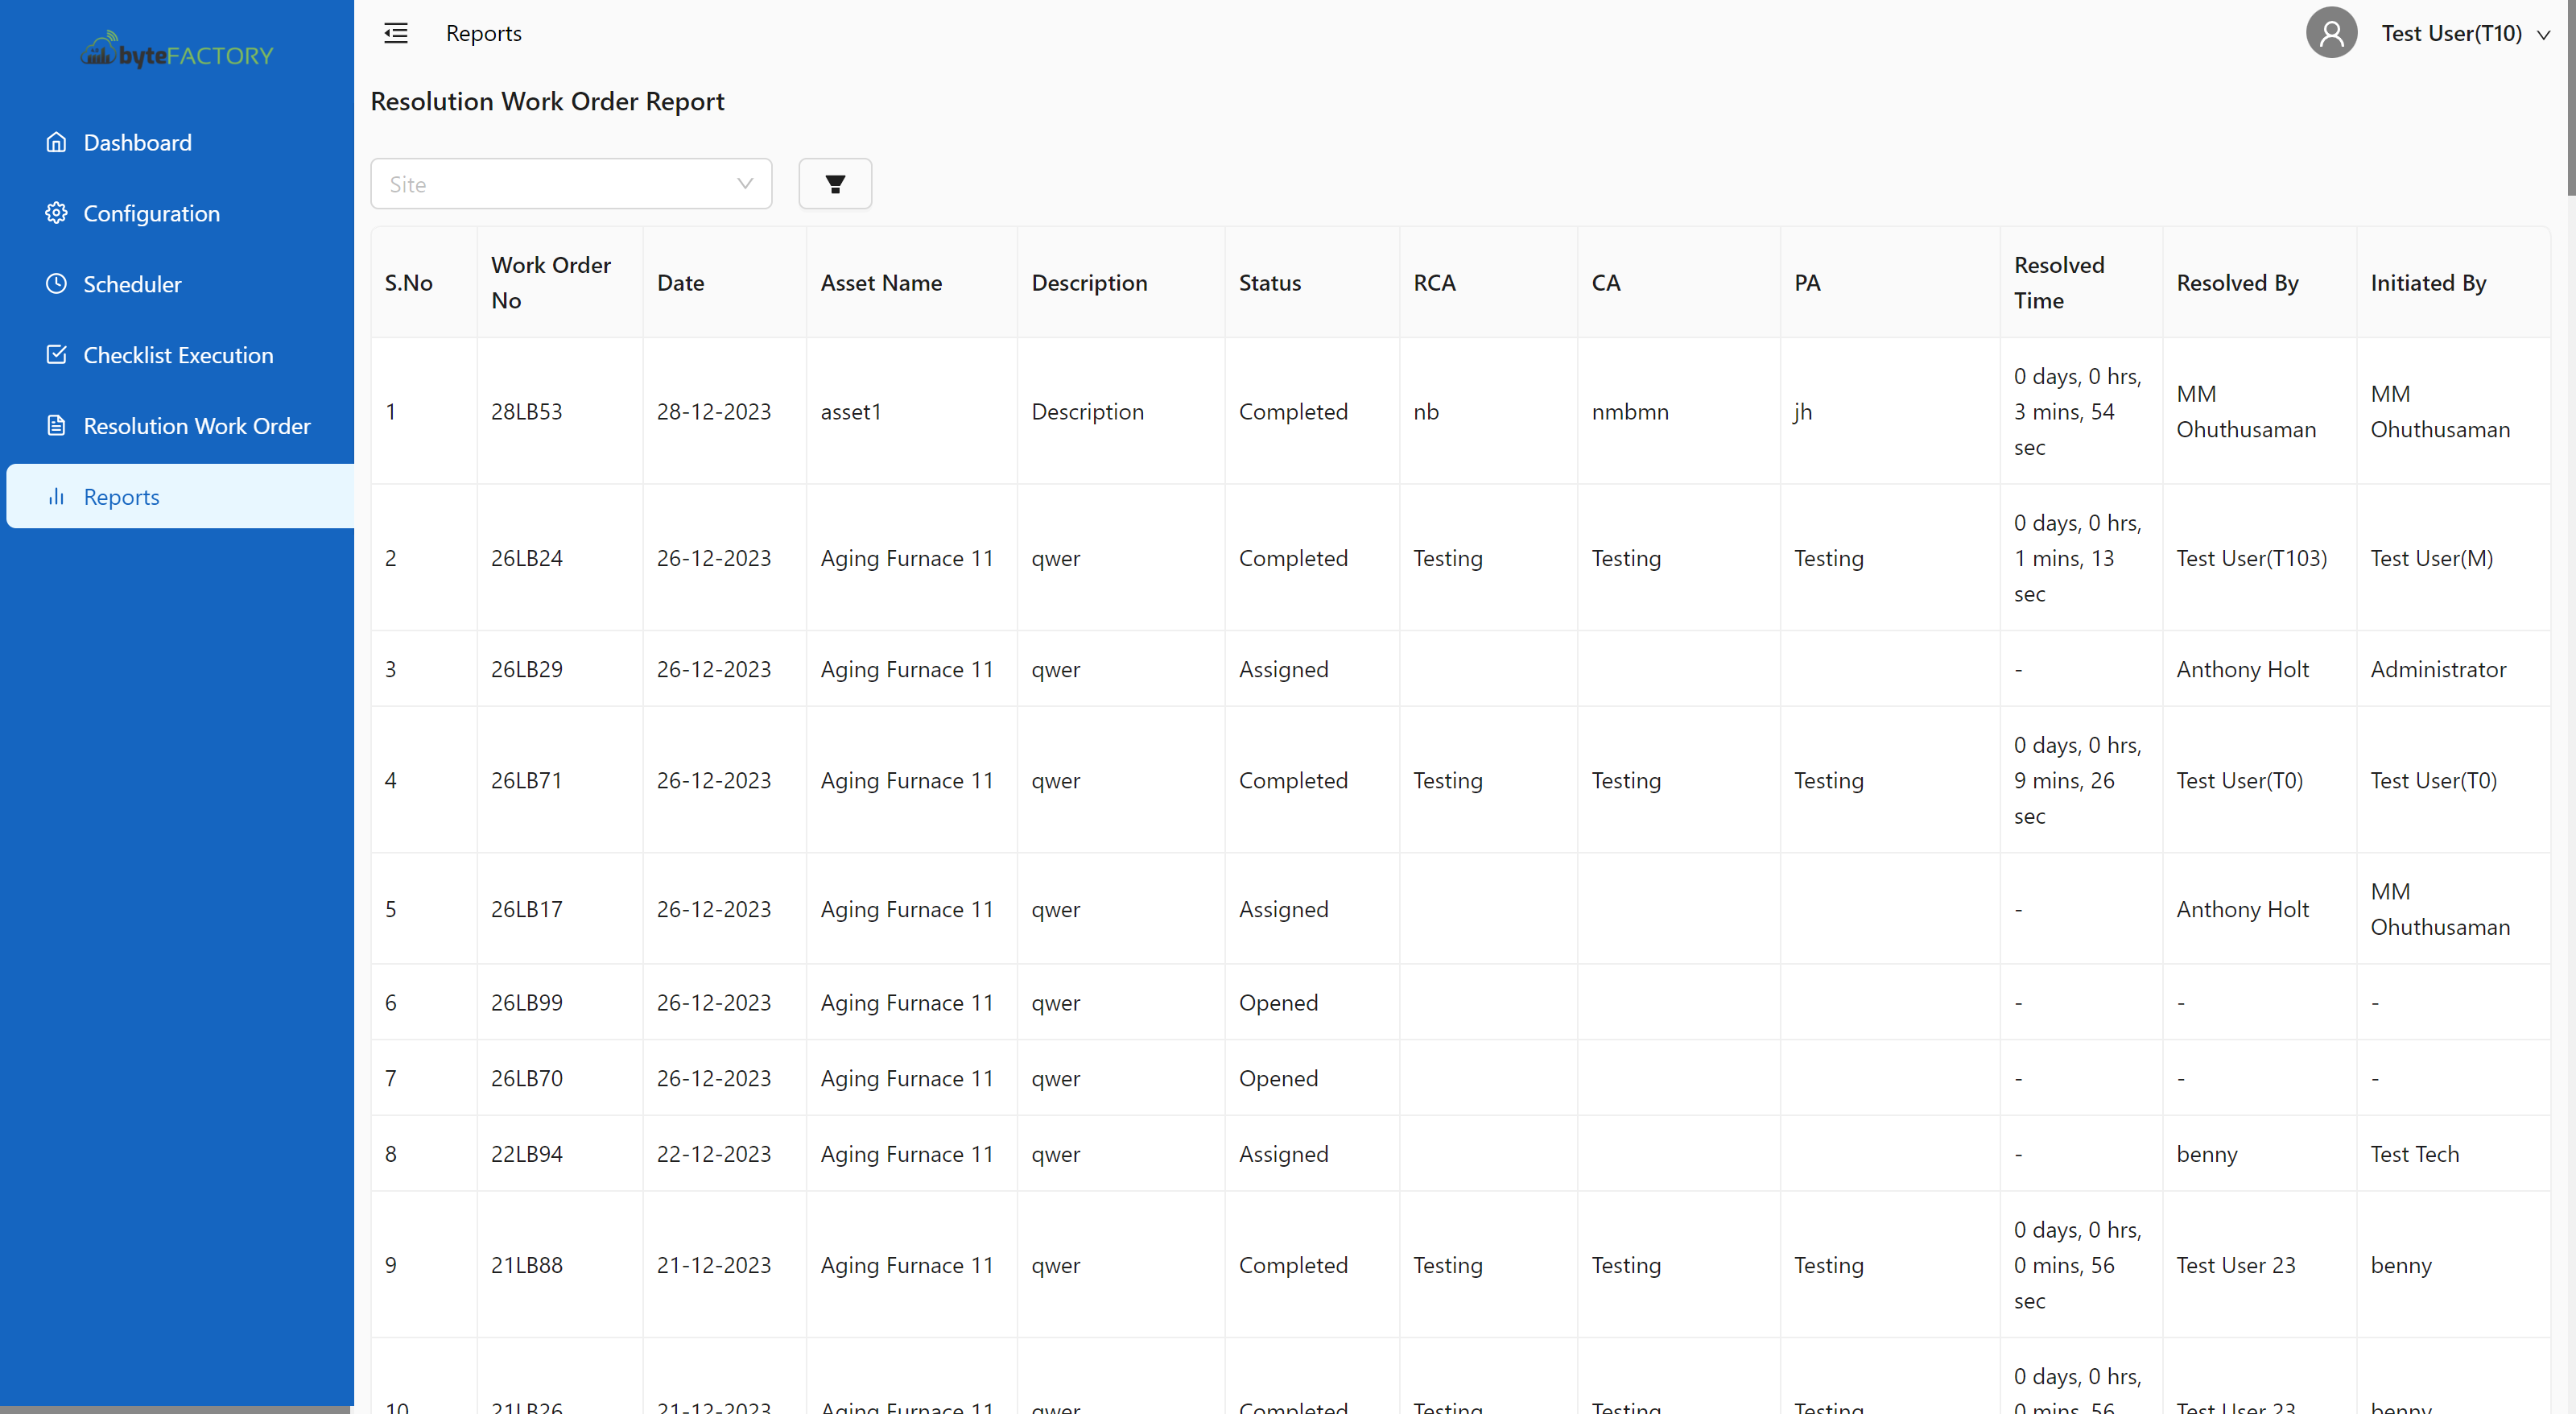 byteFACTORY
Dashboard
Configuration
Scheduler
Checklist Execution
Resolution Work Order
Reports
Reports
Test User(T10)
Resolution Work Order Report
Site
S.No Work Order No Date Asset Name Description Status RCA CA PA Resolved Time Resolved By Initiated By
1 28LB53 28-12-2023 asset1 Description Completed nb nmbmn jh 0 days, 0 hrs, 3 mins, 54 sec MM Ohuthusaman MM Ohuthusaman
2 26LB24 26-12-2023 Aging Furnace 11 qwer Completed Testing Testing Testing 0 days, 0 hrs, 1 mins, 13 sec Test User(T103) Test User(M)
3 26LB29 26-12-2023 Aging Furnace 11 qwer Assigned - Anthony Holt Administrator
4 26LB71 26-12-2023 Aging Furnace 11 qwer Completed Testing Testing Testing 0 days, 0 hrs, 9 mins, 26 sec Test User(T0) Test User(T0)
5 26LB17 26-12-2023 Aging Furnace 11 qwer Assigned - Anthony Holt MM Ohuthusaman
6 26LB99 26-12-2023 Aging Furnace 11 qwer Opened - - -
7 26LB70 26-12-2023 Aging Furnace 11 qwer Opened - - -
8 22LB94 22-12-2023 Aging Furnace 11 qwer Assigned - benny Test Tech
9 21LB88 21-12-2023 Aging Furnace 11 qwer Completed Testing Testing Testing 0 days, 0 hrs, 0 mins, 56 sec Test User 23 benny
10 21LB26 21-12-2023 Aging Furnace 11 qwer Completed Testing Testing Testing 0 days, 0 hrs, 0 mins, 56 Test User 23 benny